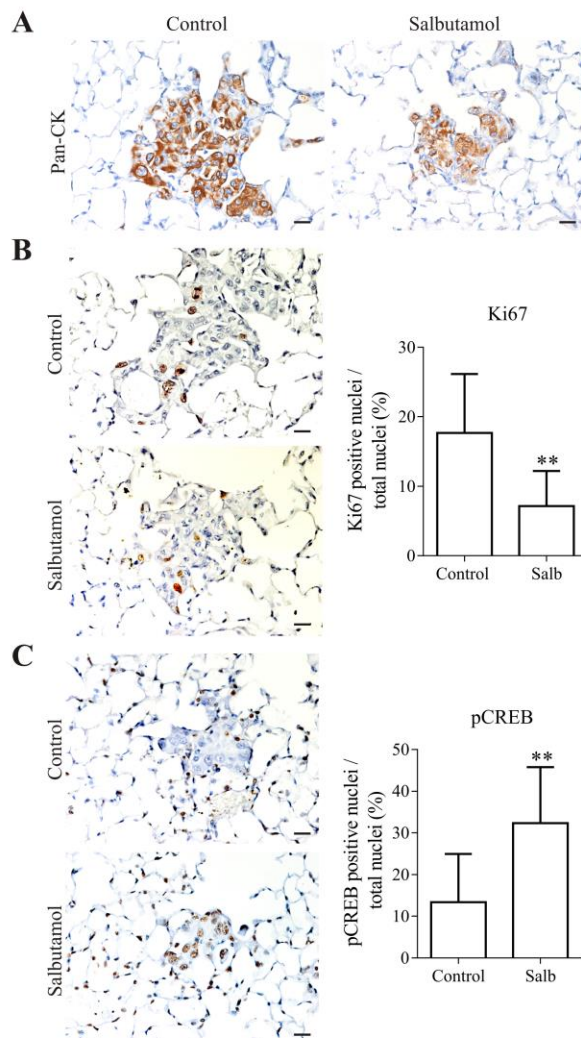 A
Control
Salbutamol
Pan-CK
B
Control
Salbutamol
Ki67
Ki67 positive nuclei /
total nuclei (%)
30
20
10
0
**
Control
Salb
C
Control
Salbutamol
pCREB
pCREB positive nuclei /
total nuclei (%)
50
40
30
20
10
0
**
Control
Salb